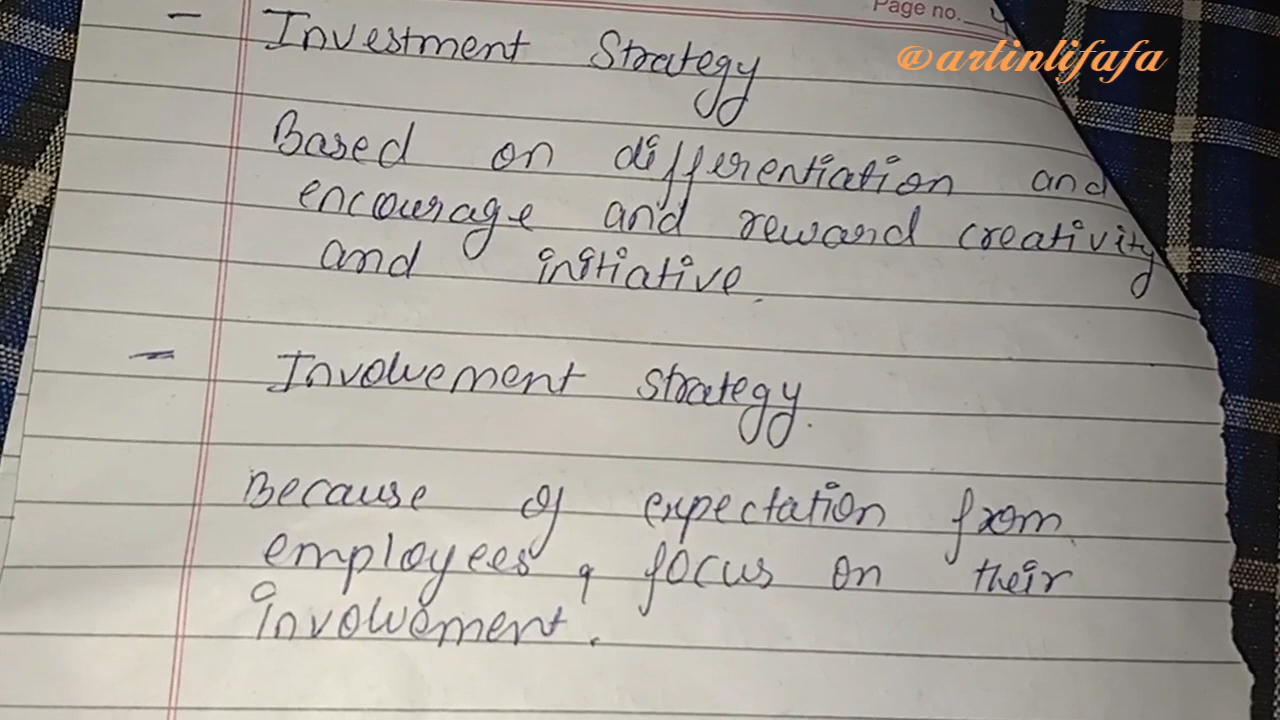 Page no.
@artinlifafa
- Investment Strategy
Based on differentiation and
encourage and reward creativity
and initiative.
- Involvement strategy.
Because of expectation from
employees, focus on their
involvement.